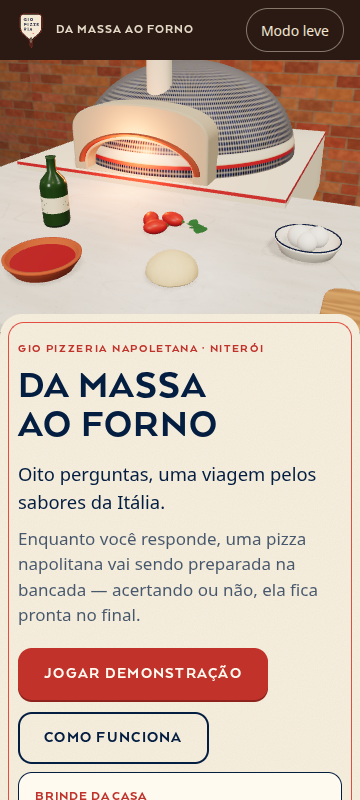 GIO
PIZZE
RIA
DA MASSA AO FORNO
Modo leve
GIO PIZZERIA NAPOLETANA · NITERÓI
DA MASSA
AO FORNO
Oito perguntas, uma viagem pelos
sabores da Itália.
Enquanto você responde, uma pizza
napolitana vai sendo preparada na
bancada — acertando ou não, ela fica
pronta no final.
JOGAR DEMONSTRAÇÃO
COMO FUNCIONA
BRINDE DA CASA